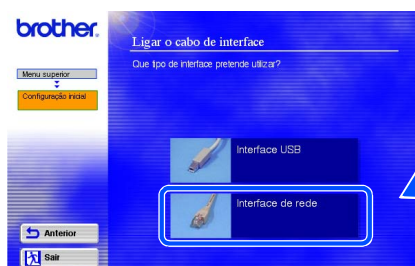 brother.
Ligar o cabo de interface
Que tipo de interface pretende utilizar?
Menu superior
Configuração inicial
Interface USB
Interface de rede
Anterior
Sair